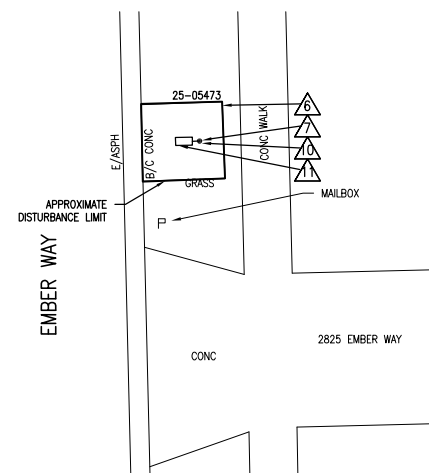 25-05473
6
7
10
11
E/ASPH
B/C CONC
CONC WALK
GRASS
APPROXIMATE
DISTURBANCE LIMIT
MAILBOX
P
EMBER WAY
2825 EMBER WAY
CONC